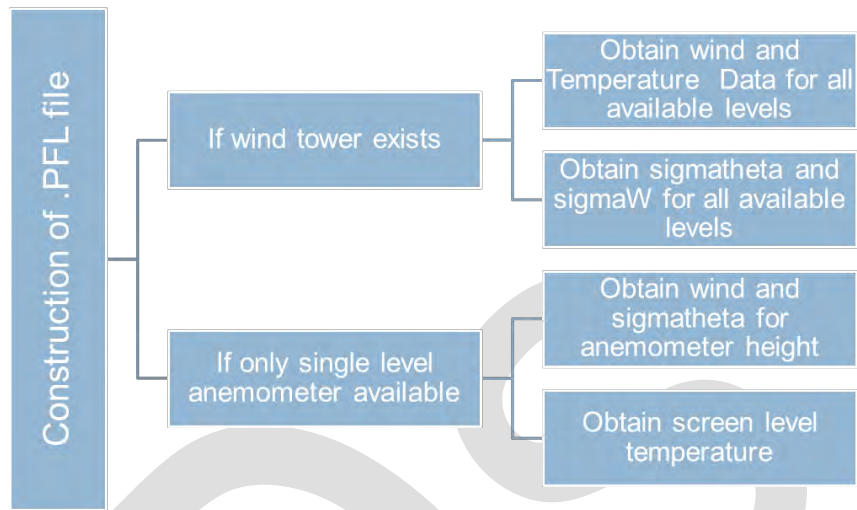 Construction of .PFL file
If wind tower exists
Obtain wind and
Temperature Data for all
available levels
Obtain sigmatheta and
sigmaW for all available
levels
If only single level
anemometer available
Obtain wind and
sigmatheta for
anemometer height
Obtain screen level
temperature